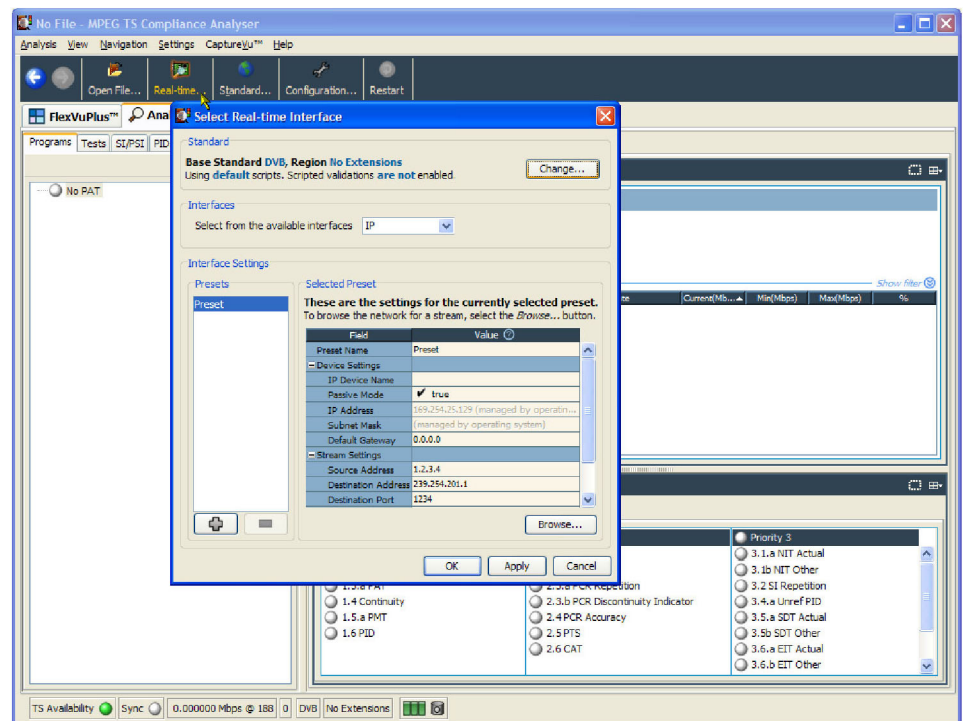 No File - MPEG TS Compliance Analyser
Analysis View Navigation Settings CaptureVu™ Help
Open File... Real-time... Standard... Configuration... Restart
FlexVuPlus™ Ana
Programs Tests SI/PSI PID
No PAT
Select Real-time Interface
Standard
Base Standard DVB, Region No Extensions
Using default scripts. Scripted validations are not enabled.
Change...
Interfaces
Select from the available interfaces IP
Interface Settings
Presets
Preset
Selected Preset
These are the settings for the currently selected preset.
To browse the network for a stream, select the Browse... button.
Field Value
Preset Name Preset
Device Settings
IP Device Name
Passive Mode true
IP Address 169.254.25.129 (managed by operatin...
Subnet Mask (managed by operating system)
Default Gateway 0.0.0.0
Stream Settings
Source Address 1.2.3.4
Destination Address 239.254.201.1
Destination Port 1234
Browse...
OK Apply Cancel
Show filter
Current(Mb... Min(Mbps) Max(Mbps) %
Priority 3
3.1.a NIT Actual
3.1b NIT Other
2.3.a PCR Repetition 3.2 SI Repetition
1.4 Continuity 2.3.b PCR Discontinuity Indicator 3.4.a Unref PID
1.5.a PMT 2.4 PCR Accuracy 3.5.a SDT Actual
1.6 PID 2.5 PTS 3.5b SDT Other
2.6 CAT 3.6.a EIT Actual
3.6.b EIT Other
TS Availability Sync 0.000000 Mbps @ 188 0 DVB No Extensions